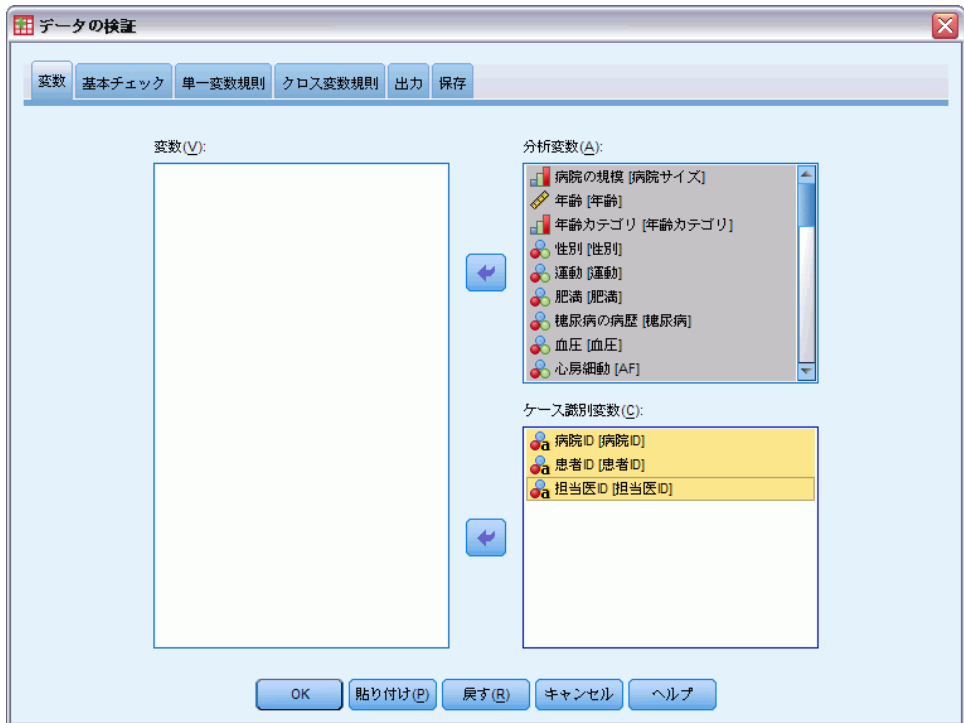 データの検証
変数 基本チェック 単一変数規則 クロス変数規則 出力 保存
変数(V):
分析変数(A):
病院の規模 [病院サイズ]
年齢 [年齢]
年齢カテゴリ [年齢カテゴリ]
性別 [性別]
運動 [運動]
肥満 [肥満]
糖尿病の病歴 [糖尿病]
血圧 [血圧]
心房細動 [AF]
ケース識別変数(C):
病院ID [病院ID]
患者ID [患者ID]
担当医ID [担当医ID]
OK 貼り付け(P) 戻す(R) キャンセル ヘルプ